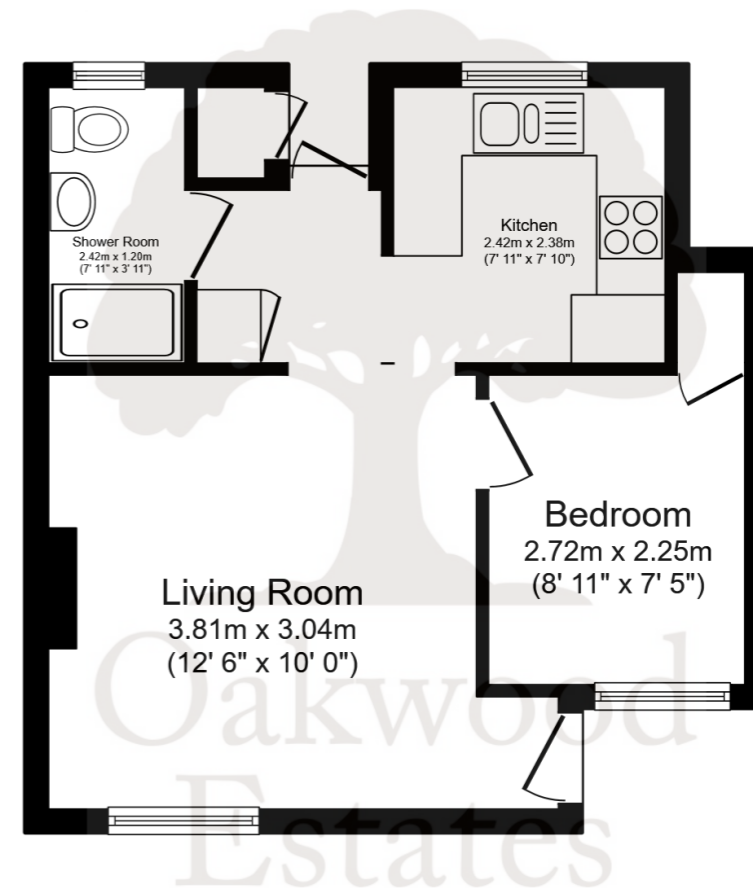 Shower Room
2.42m x 1.20m
(7' 11" x 3' 11")
Kitchen
2.42m x 2.38m
(7' 11" x 7' 10")
Bedroom
2.72m x 2.25m
(8' 11" x 7' 5")
Living Room
3.81m x 3.04m
(12' 6" x 10' 0")
Oakwood
Estates